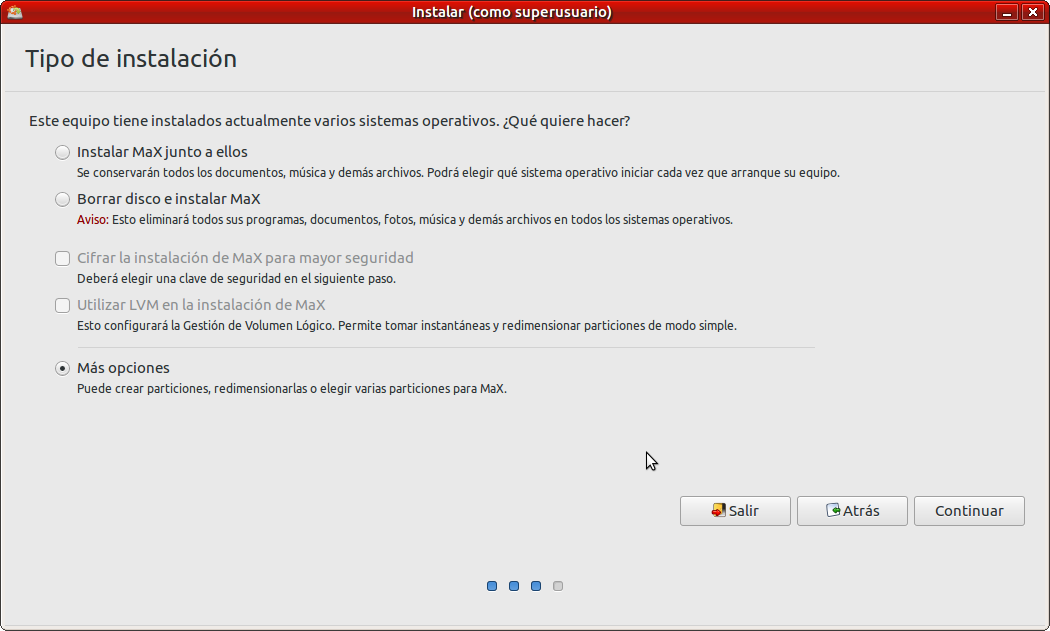 Instalar (como superusuario)
Tipo de instalación
Este equipo tiene instalados actualmente varios sistemas operativos. ¿Qué quiere hacer?
Instalar MaX junto a ellos
Se conservarán todos los documentos, música y demás archivos. Podrá elegir qué sistema operativo iniciar cada vez que arranque su equipo.
Borrar disco e instalar MaX
Aviso: Esto eliminará todos sus programas, documentos, fotos, música y demás archivos en todos los sistemas operativos.
Cifrar la instalación de MaX para mayor seguridad
Deberá elegir una clave de seguridad en el siguiente paso.
Utilizar LVM en la instalación de MaX
Esto configurará la Gestión de Volumen Lógico. Permite tomar instantáneas y redimensionar particiones de modo simple.
Más opciones
Puede crear particiones, redimensionarlas o elegir varias particiones para MaX.
Salir Atrás Continuar